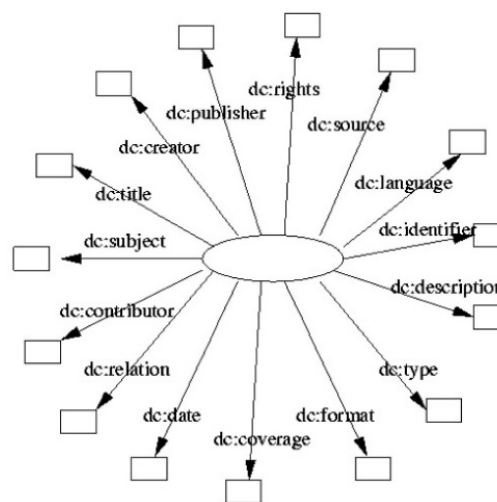 dc:rights
dc:publisher
dc:source
dc:creator
dc:language
dc:title
dc:identifier
dc:subject
dc:description
dc:contributor
dc:relation
dc:type
dc:date
dc:format
dc:coverage